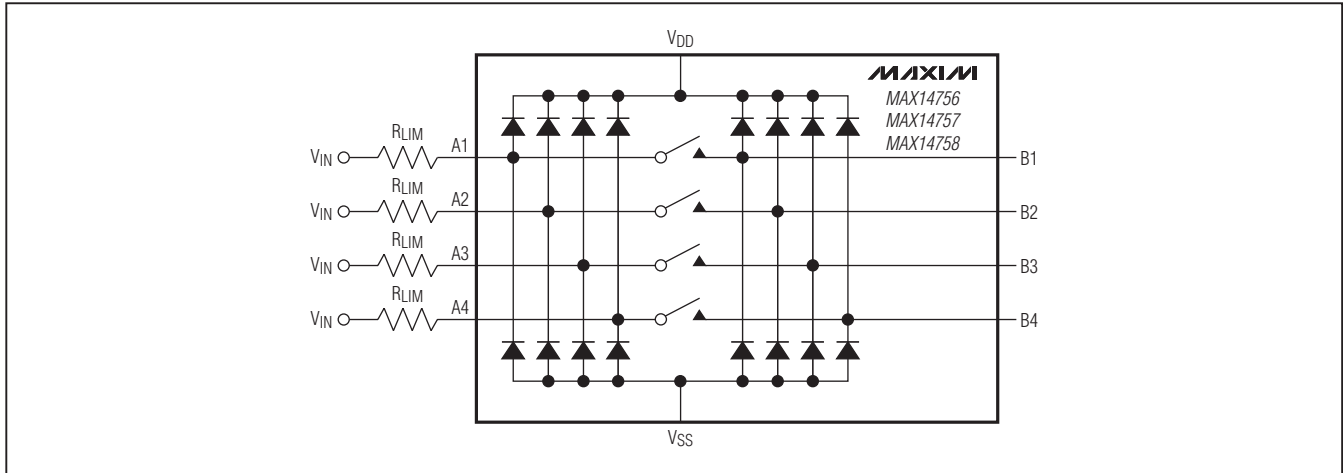 VDD
MAXIM
MAX14756
MAX14757
MAX14758
RLIM
VIN
A1
B1
RLIM
VIN
A2
B2
RLIM
VIN
A3
B3
RLIM
VIN
A4
B4
VSS